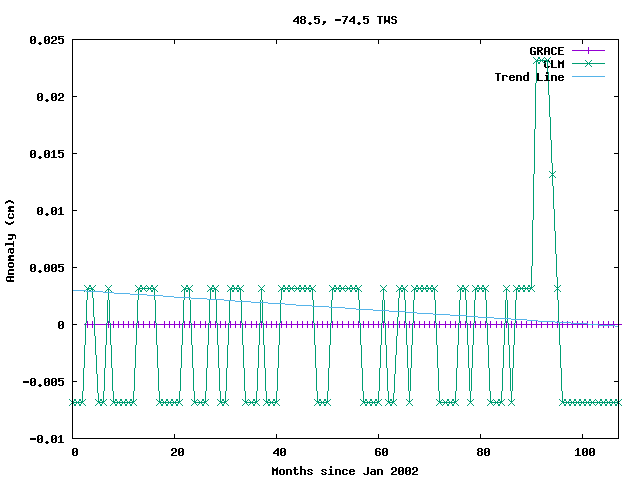 48.5, -74.5 TWS
0.025
0.02
0.015
0.01
0.005
0
-0.005
-0.01
Anomaly (cm)
GRACE
CLM
Trend Line
0 20 40 60 80 100
Months since Jan 2002